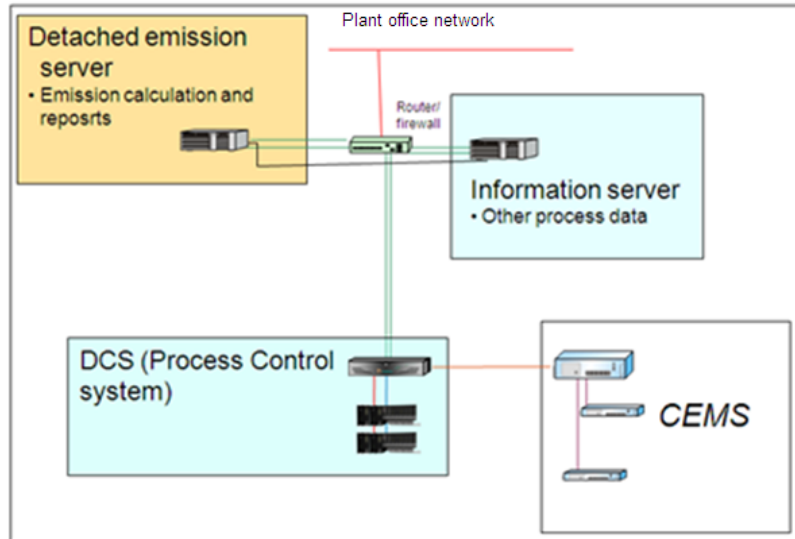 Plant office network
Detached emission
server
• Emission calculation and
reposrts
Router/
firewall
Information server
• Other process data
DCS (Process Control
system)
CEMS